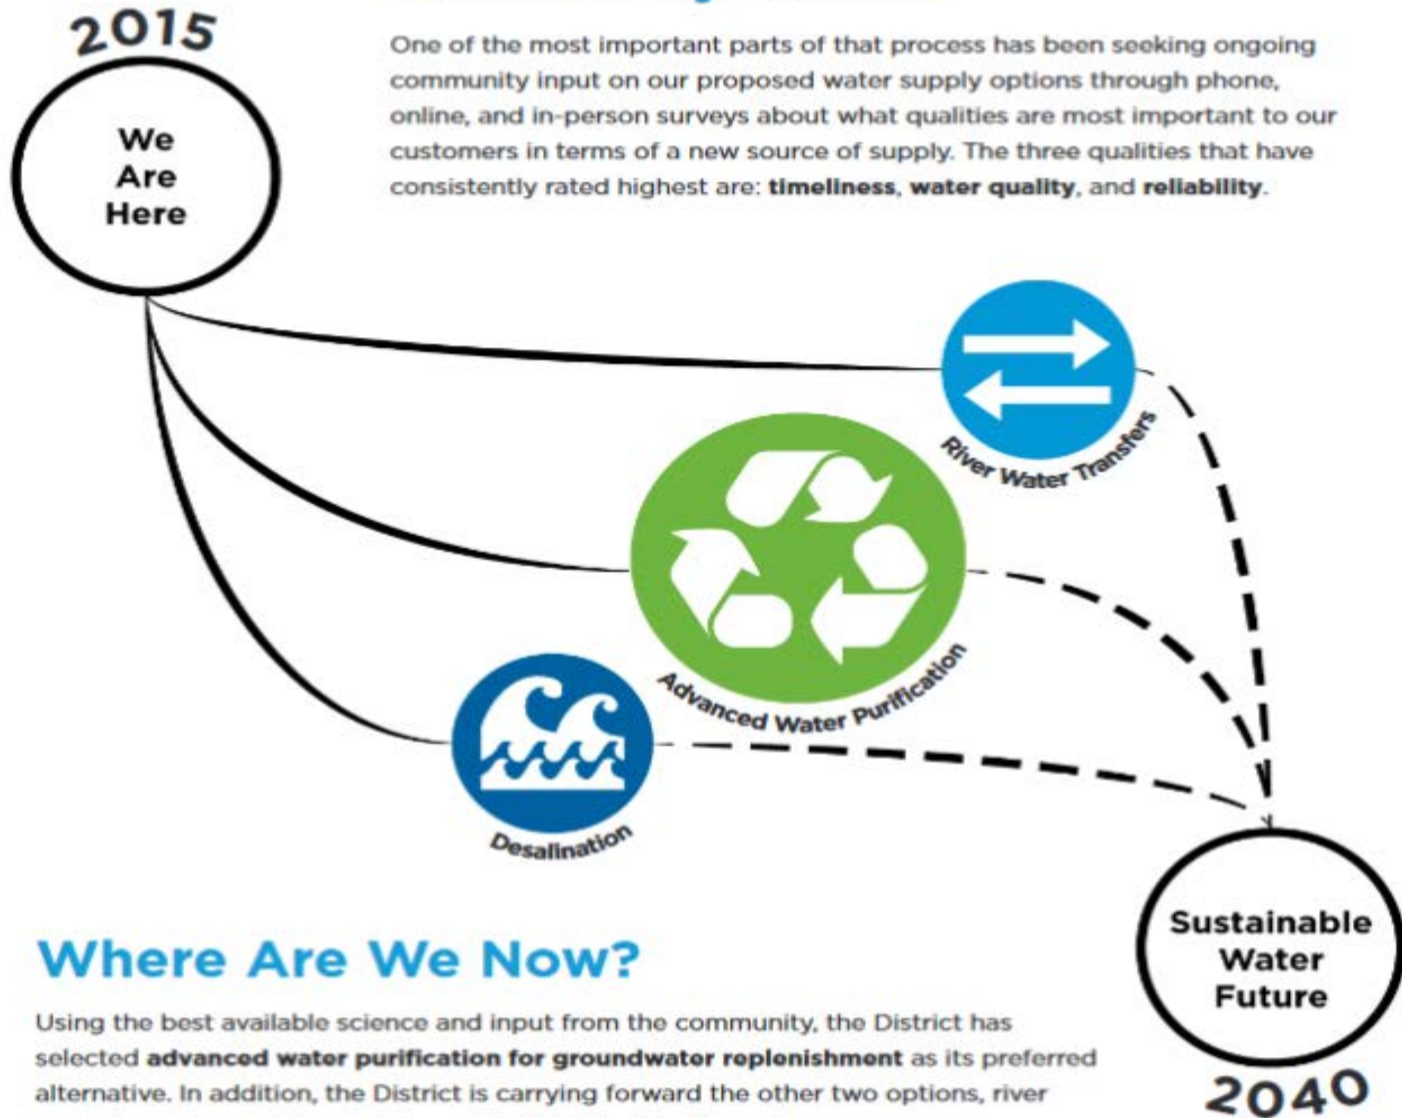 2015
One of the most important parts of that process has been seeking ongoing
community input on our proposed water supply options through phone,
online, and in-person surveys about what qualities are most important to our
customers in terms of a new source of supply. The three qualities that have
consistently rated highest are: timeliness, water quality, and reliability.
We
Are
Here
River Water Transfers
Advanced Water Purification
Desalination
Sustainable
Water
Future
2040
Where Are We Now?
Using the best available science and input from the community, the District has
selected advanced water purification for groundwater replenishment as its preferred
alternative. In addition, the District is carrying forward the other two options, river